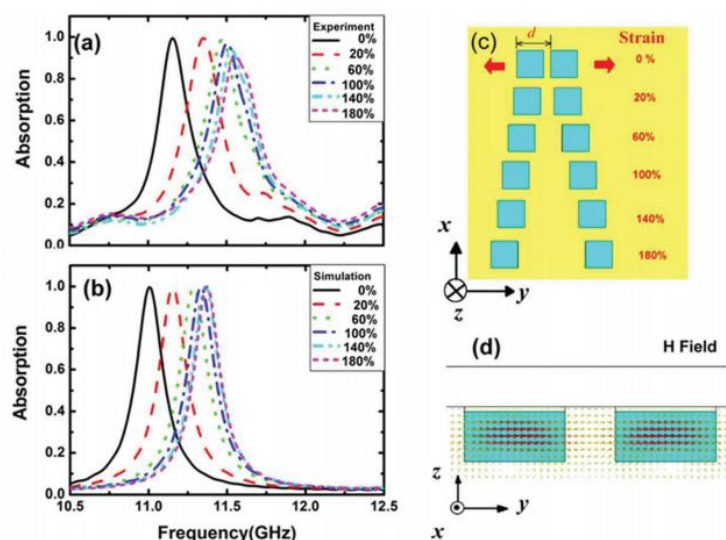 (a)
Experiment
0%
20%
60%
100%
140%
180%
Absorption
1.0
0.8
0.6
0.4
0.2
0.0
(b)
Simulation
0%
20%
60%
100%
140%
180%
Absorption
1.0
0.8
0.6
0.4
0.2
0.0
10.5 11.0 11.5 12.0 12.5
Frequency(GHz)
(c)
d
Strain
0 %
20%
60%
100%
140%
180%
x
z
y
(d)
H Field
z
x
y